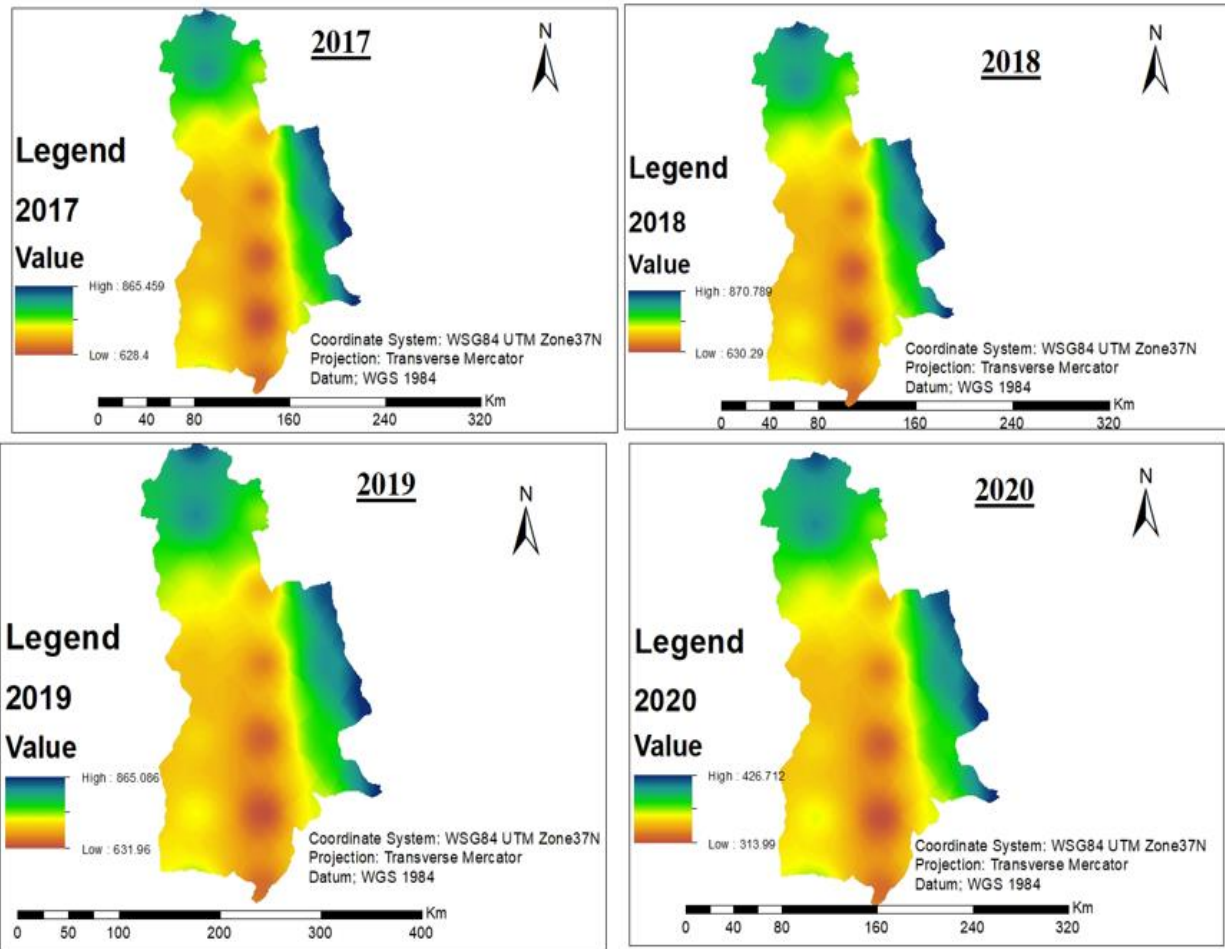 2017
N
Legend
2017
Value
High : 865.459
Low : 628.4
Coordinate System: WSG84 UTM Zone37N
Projection: Transverse Mercator
Datum; WGS 1984
Km
0 40 80 160 240 320
2018
N
Legend
2018
Value
High : 870.789
Low : 630.29
Coordinate System: WSG84 UTM Zone37N
Projection: Transverse Mercator
Datum; WGS 1984
Km
0 20 40 60 80 160 240 320
2019
N
Legend
2019
Value
High : 865.086
Low : 631.96
Coordinate System: WSG84 UTM Zone37N
Projection: Transverse Mercator
Datum; WGS 1984
Km
0 50 100 200 300 400
2020
N
Legend
2020
Value
High : 426.712
Low : 313.99
Coordinate System: WSG84 UTM Zone37N
Projection: Transverse Mercator
Datum; WGS 1984
Km
0 40 80 160 240 320